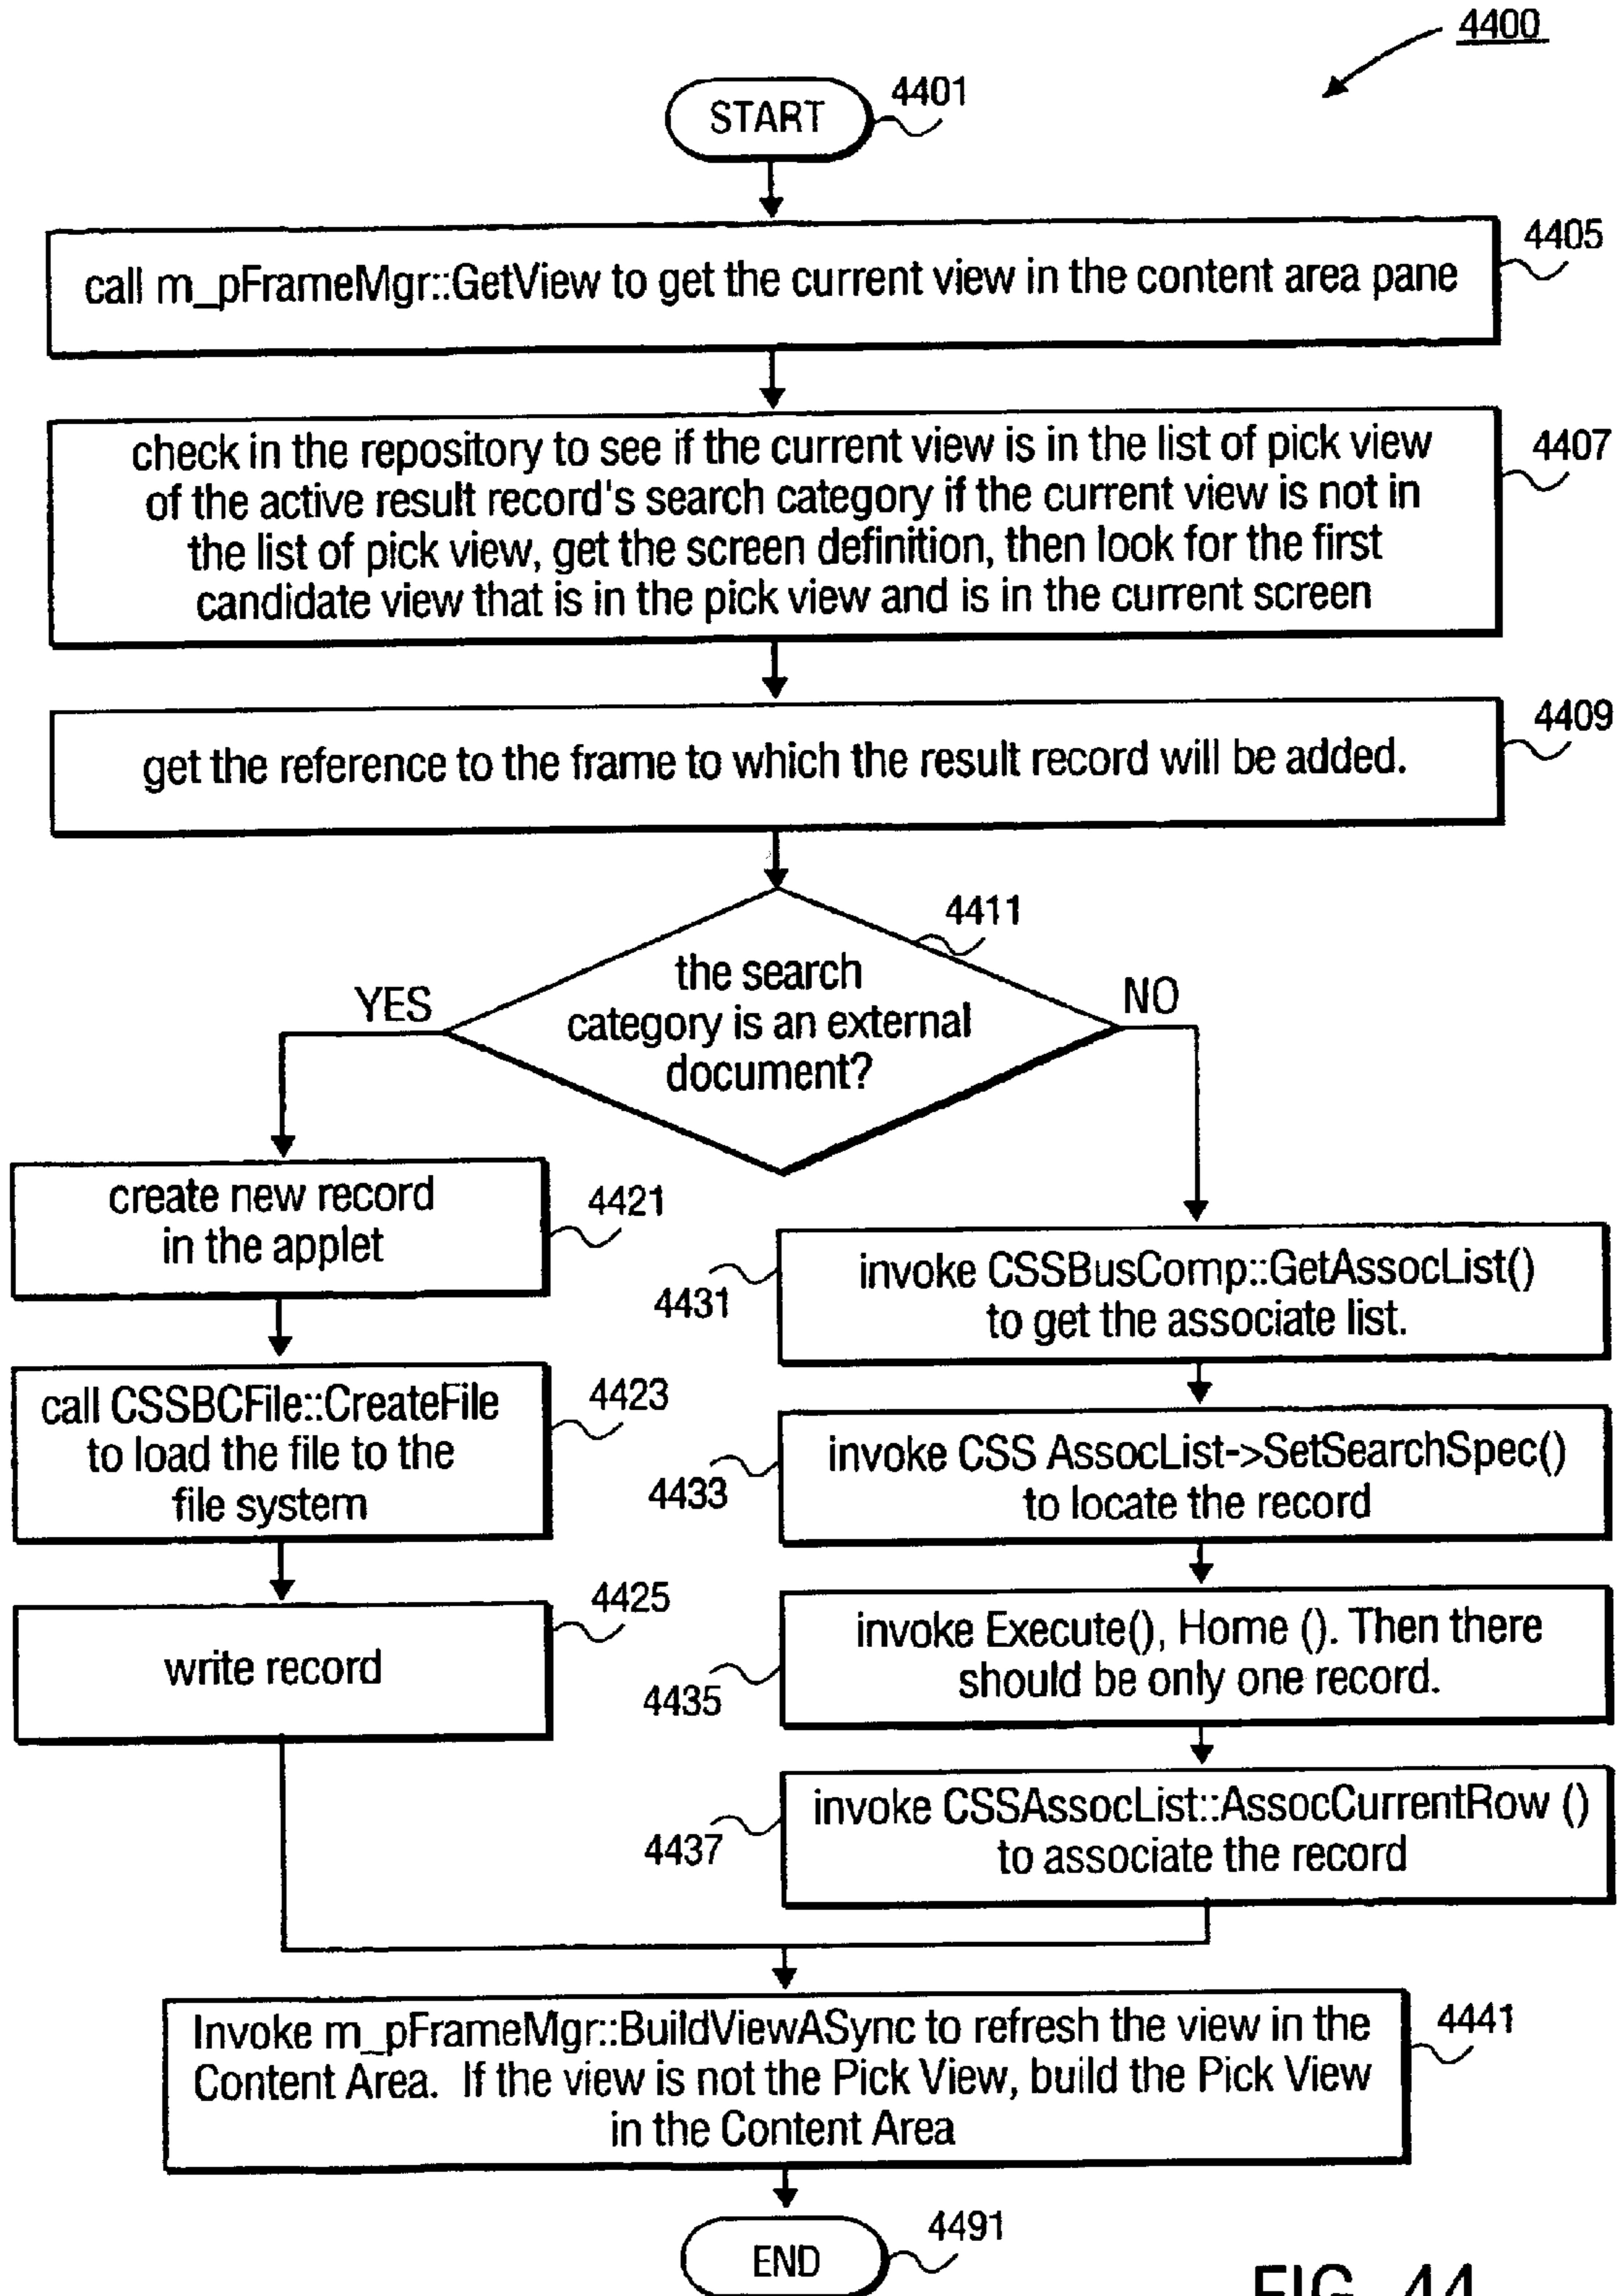 4400
START
4401
call m_pFrameMgr::GetView to get the current view in the content area pane
4405
check in the repository to see if the current view is in the list of pick view
of the active result record's search category if the current view is not in
the list of pick view, get the screen definition, then look for the first
candidate view that is in the pick view and is in the current screen
4407
get the reference to the frame to which the result record will be added.
4409
4411
the search
category is an external
document?
YES
NO
create new record
in the applet
4421
call CSSBCFile::CreateFile
to load the file to the
file system
4423
write record
4425
invoke CSSBusComp::GetAssocList()
to get the associate list.
4431
invoke CSS AssocList->SetSearchSpec()
to locate the record
4433
invoke Execute(), Home (). Then there
should be only one record.
4435
invoke CSSAssocList::AssocCurrentRow ()
to associate the record
4437
Invoke m_pFrameMgr::BuildViewASync to refresh the view in the
Content Area. If the view is not the Pick View, build the Pick View
in the Content Area
4441
END
4491
FIG. 44